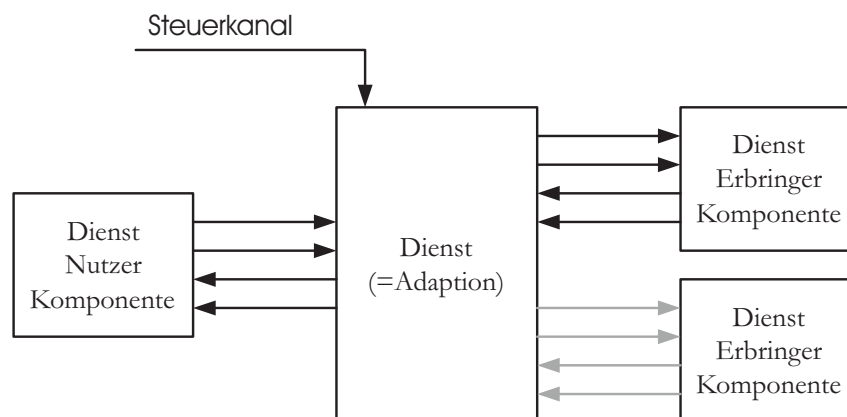 Steuerkanal
Dienst
Nutzer
Komponente
Dienst
(=Adaption)
Dienst
Erbringer
Komponente
Dienst
Erbringer
Komponente